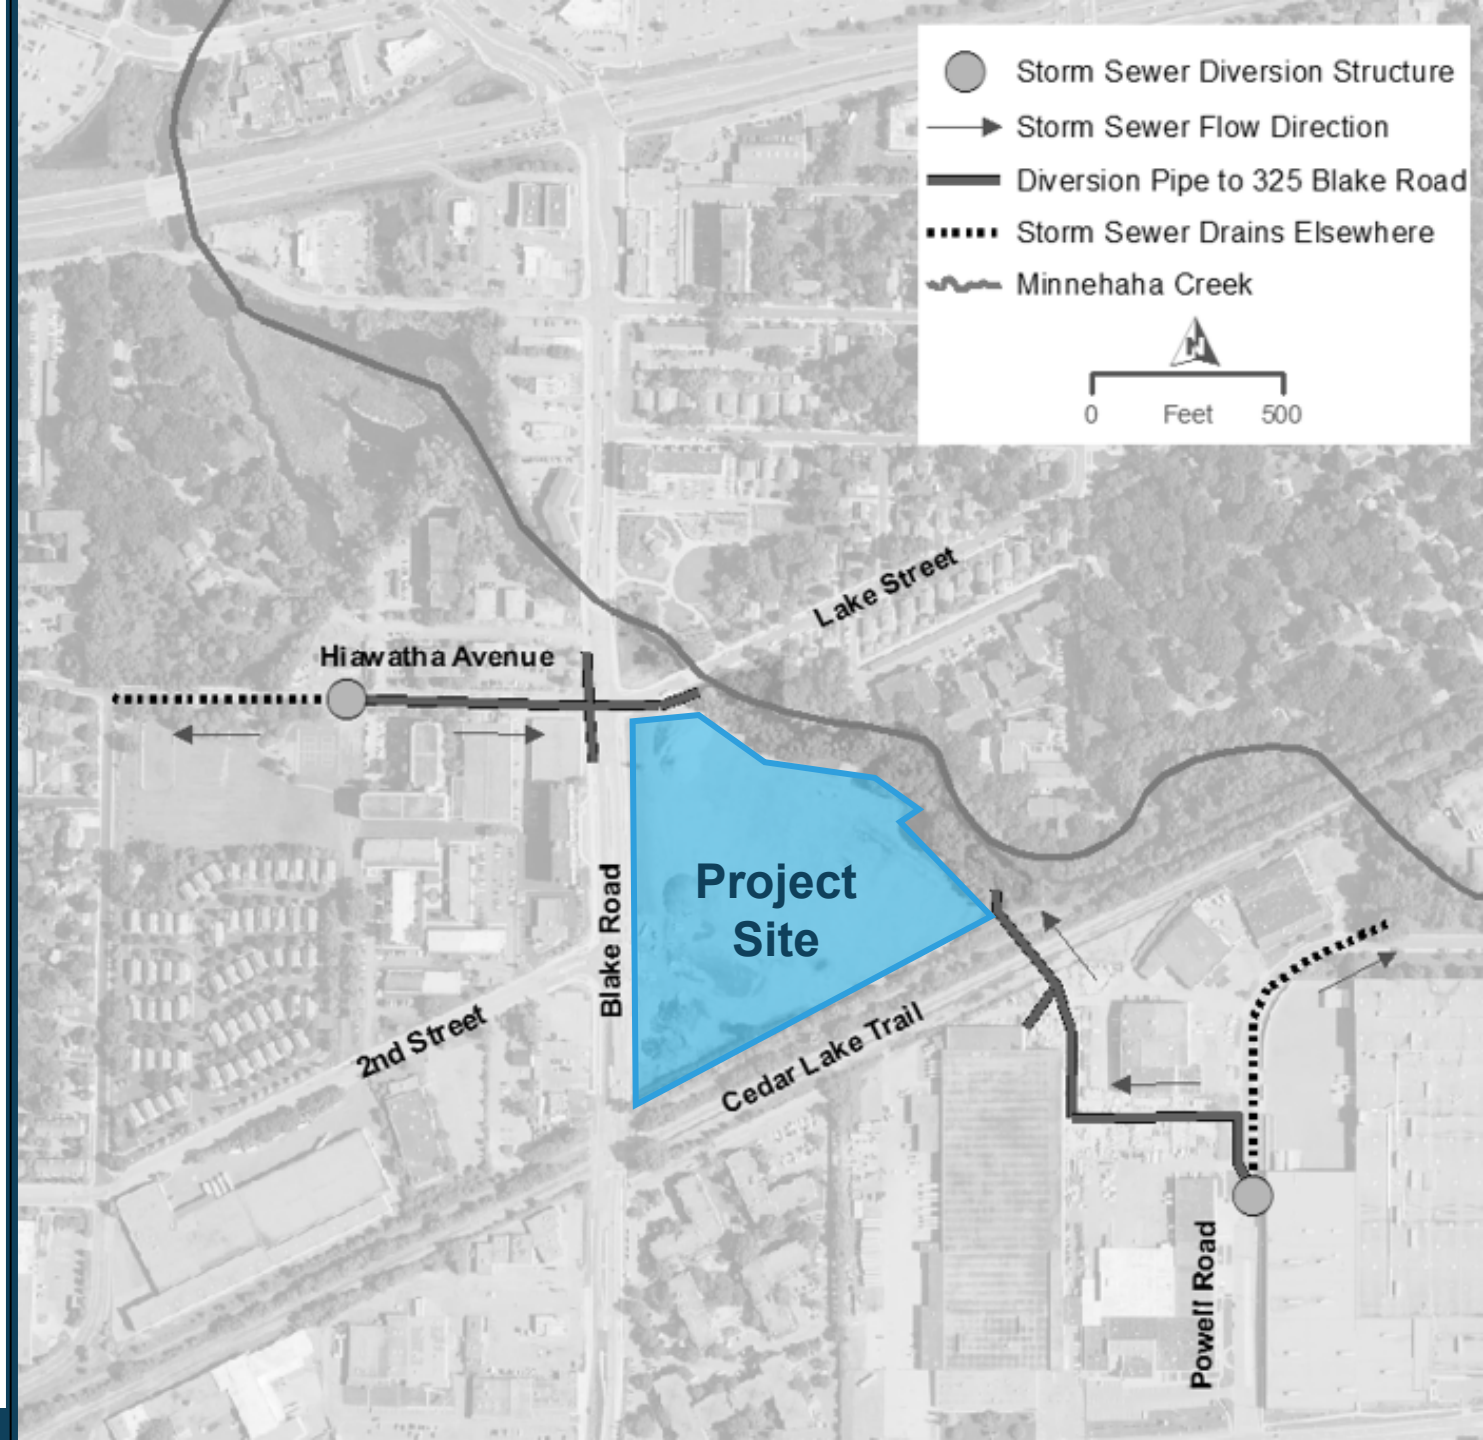 Storm Sewer Diversion Structure
Storm Sewer Flow Direction
Diversion Pipe to 325 Blake Road
Storm Sewer Drains Elsewhere
Minnehaha Creek
N
0 Feet 500
Lake Street
Hiawatha Avenue
Project
Site
Blake Road
2nd Street
Cedar Lake Trail
Powell Road